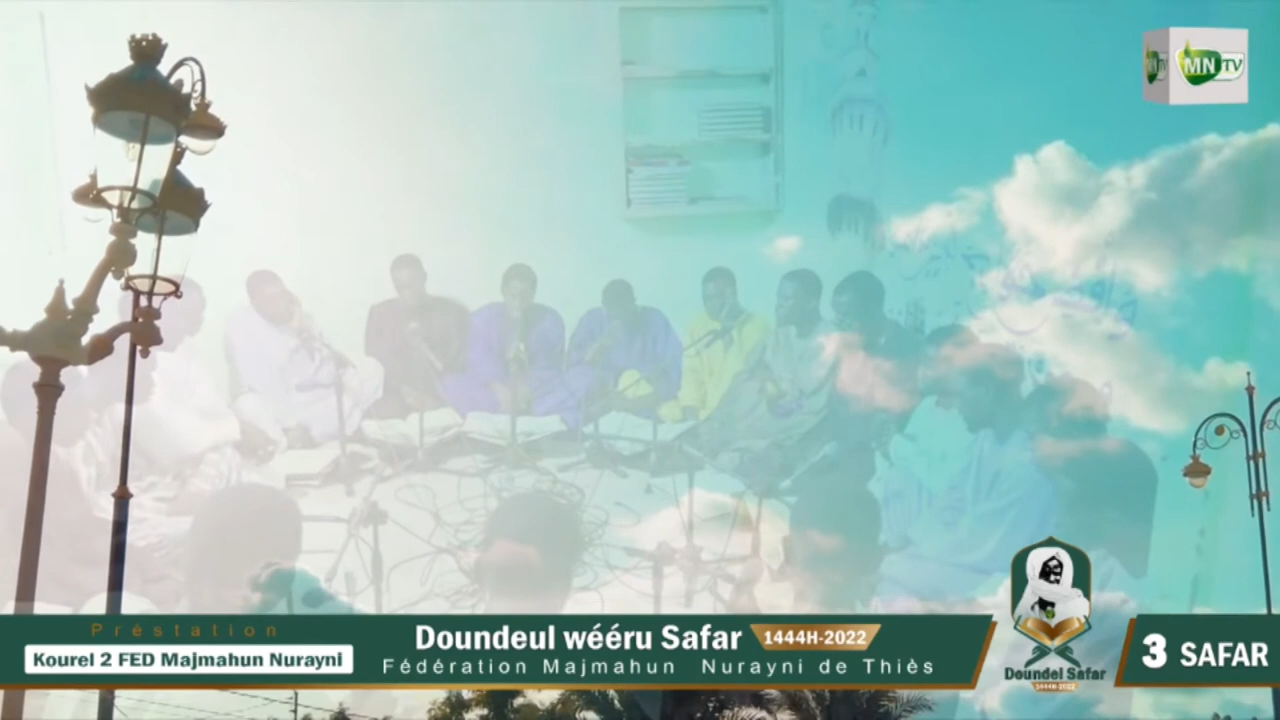 MN TV
Préstation
Kourel 2 FED Majmahun Nurayni
Doundeul wééru Safar 1444H-2022
Fédération Majmahun Nurayni de Thiès
Doundel Safar
1444H-2022
3 SAFAR